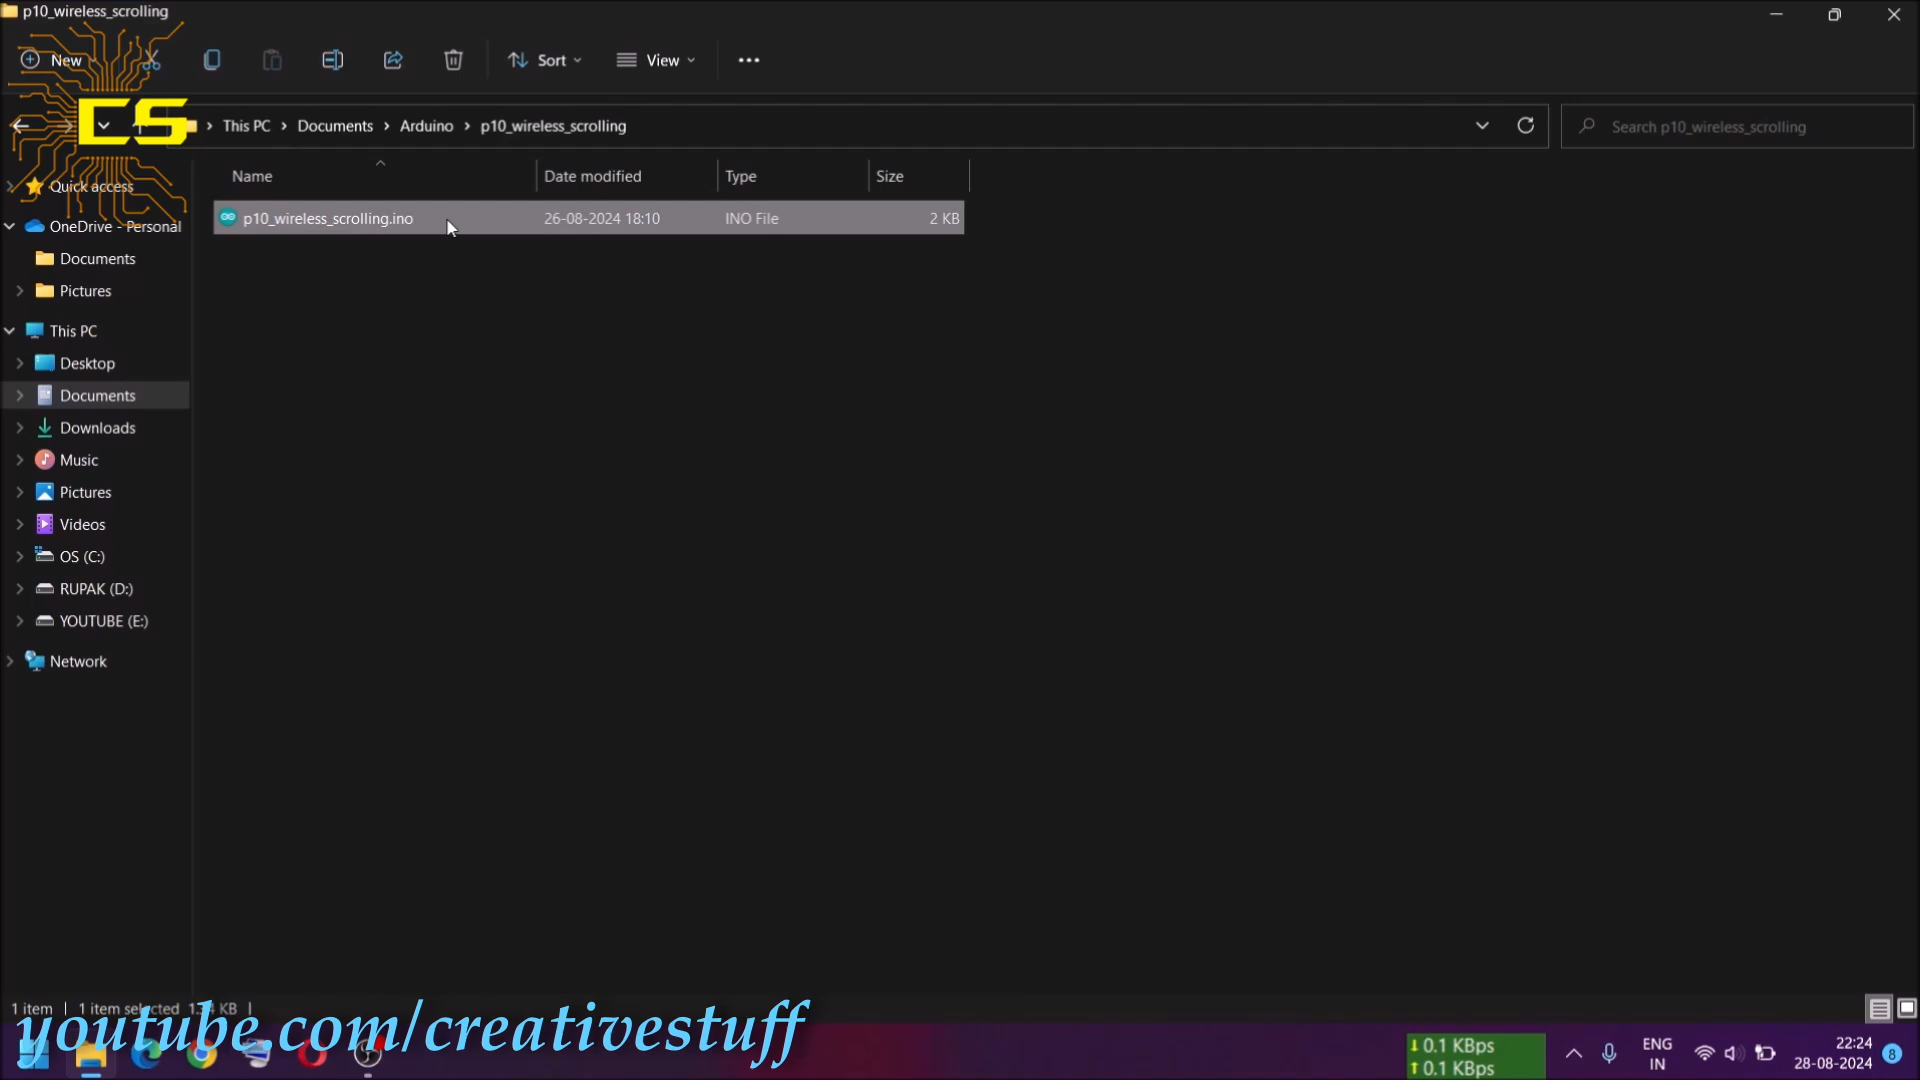 p10_wireless_scrolling
New
Sort
View
CS
This PC
Documents
Arduino
p10_wireless_scrolling
Search p10_wireless_scrolling
Name
Date modified
Type
Size
p10_wireless_scrolling.ino
26-08-2024 18:10
INO File
2 KB
Quick access
OneDrive - Personal
Documents
Pictures
This PC
Desktop
Documents
Downloads
Music
Pictures
Videos
OS (C:)
RUPAK (D:)
YOUTUBE (E:)
Network
1 item
1 item selected
KB
youtube.com/creativestuff
↓ 0.1 KBps
↑ 0.1 KBps
ENG
IN
22:24
28-08-2024
8